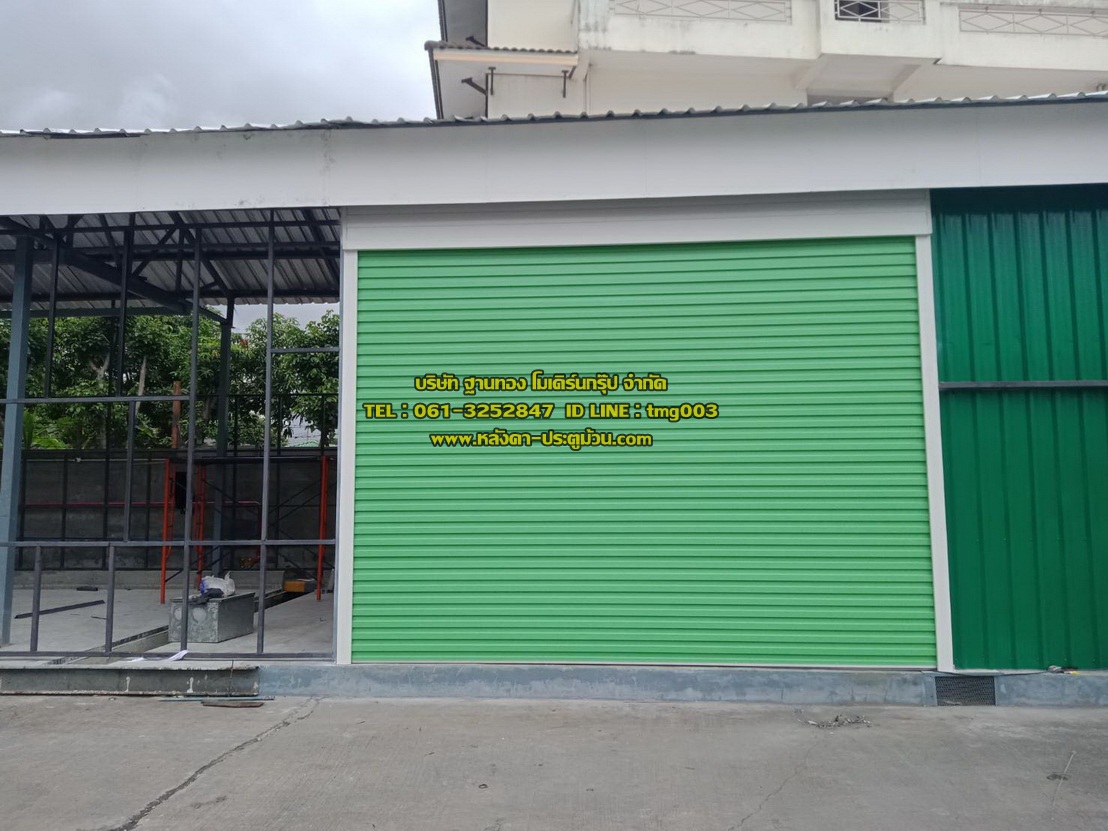 บริษัท ฐานทอง โมเดิร์นกรุ๊ป จำกัด
TEL : 061-3252847 ID LINE : tmg003
www.หลังคา-ประตูม้วน.com